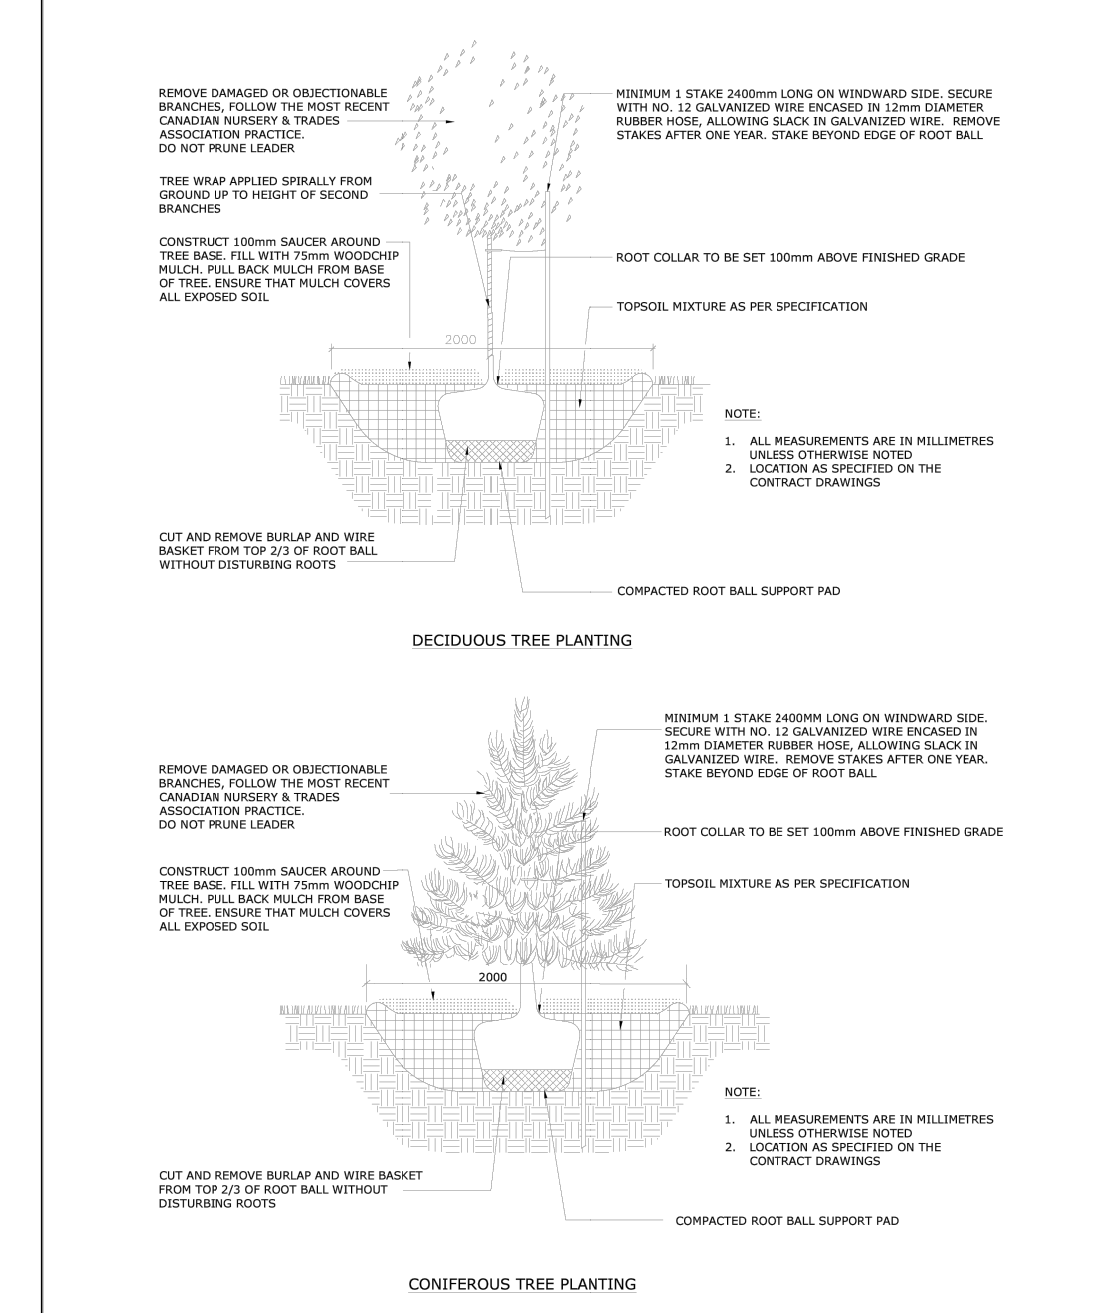 REMOVE DAMAGED OR OBJECTIONABLE
BRANCHES, FOLLOW THE MOST RECENT
CANADIAN NURSERY & TRADES
ASSOCIATION PRACTICE.
DO NOT PRUNE LEADER
MINIMUM 1 STAKE 2400mm LONG ON WINDWARD SIDE. SECURE
WITH NO. 12 GALVANIZED WIRE ENCASED IN 12mm DIAMETER
RUBBER HOSE, ALLOWING SLACK IN GALVANIZED WIRE. REMOVE
STAKES AFTER ONE YEAR. STAKE BEYOND EDGE OF ROOT BALL
TREE WRAP APPLIED SPIRALLY FROM
GROUND UP TO HEIGHT OF SECOND
BRANCHES
CONSTRUCT 100mm SAUCER AROUND
TREE BASE. FILL WITH 75mm WOODCHIP
MULCH. PULL BACK MULCH FROM BASE
OF TREE. ENSURE THAT MULCH COVERS
ALL EXPOSED SOIL
ROOT COLLAR TO BE SET 100mm ABOVE FINISHED GRADE
TOPSOIL MIXTURE AS PER SPECIFICATION
2000
NOTE:
1. ALL MEASUREMENTS ARE IN MILLIMETRES
UNLESS OTHERWISE NOTED
2. LOCATION AS SPECIFIED ON THE
CONTRACT DRAWINGS
CUT AND REMOVE BURLAP AND WIRE
BASKET FROM TOP 2/3 OF ROOT BALL
WITHOUT DISTURBING ROOTS
COMPACTED ROOT BALL SUPPORT PAD
DECIDUOUS TREE PLANTING
MINIMUM 1 STAKE 2400MM LONG ON WINDWARD SIDE.
SECURE WITH NO. 12 GALVANIZED WIRE ENCASED IN
12mm DIAMETER RUBBER HOSE, ALLOWING SLACK IN
GALVANIZED WIRE. REMOVE STAKES AFTER ONE YEAR.
STAKE BEYOND EDGE OF ROOT BALL
REMOVE DAMAGED OR OBJECTIONABLE
BRANCHES, FOLLOW THE MOST RECENT
CANADIAN NURSERY & TRADES
ASSOCIATION PRACTICE.
DO NOT PRUNE LEADER
ROOT COLLAR TO BE SET 100mm ABOVE FINISHED GRADE
CONSTRUCT 100mm SAUCER AROUND
TREE BASE. FILL WITH 75mm WOODCHIP
MULCH. PULL BACK MULCH FROM BASE
OF TREE. ENSURE THAT MULCH COVERS
ALL EXPOSED SOIL
TOPSOIL MIXTURE AS PER SPECIFICATION
2000
NOTE:
1. ALL MEASUREMENTS ARE IN MILLIMETRES
UNLESS OTHERWISE NOTED
2. LOCATION AS SPECIFIED ON THE
CONTRACT DRAWINGS
CUT AND REMOVE BURLAP AND WIRE BASKET
FROM TOP 2/3 OF ROOT BALL WITHOUT
DISTURBING ROOTS
COMPACTED ROOT BALL SUPPORT PAD
CONIFEROUS TREE PLANTING